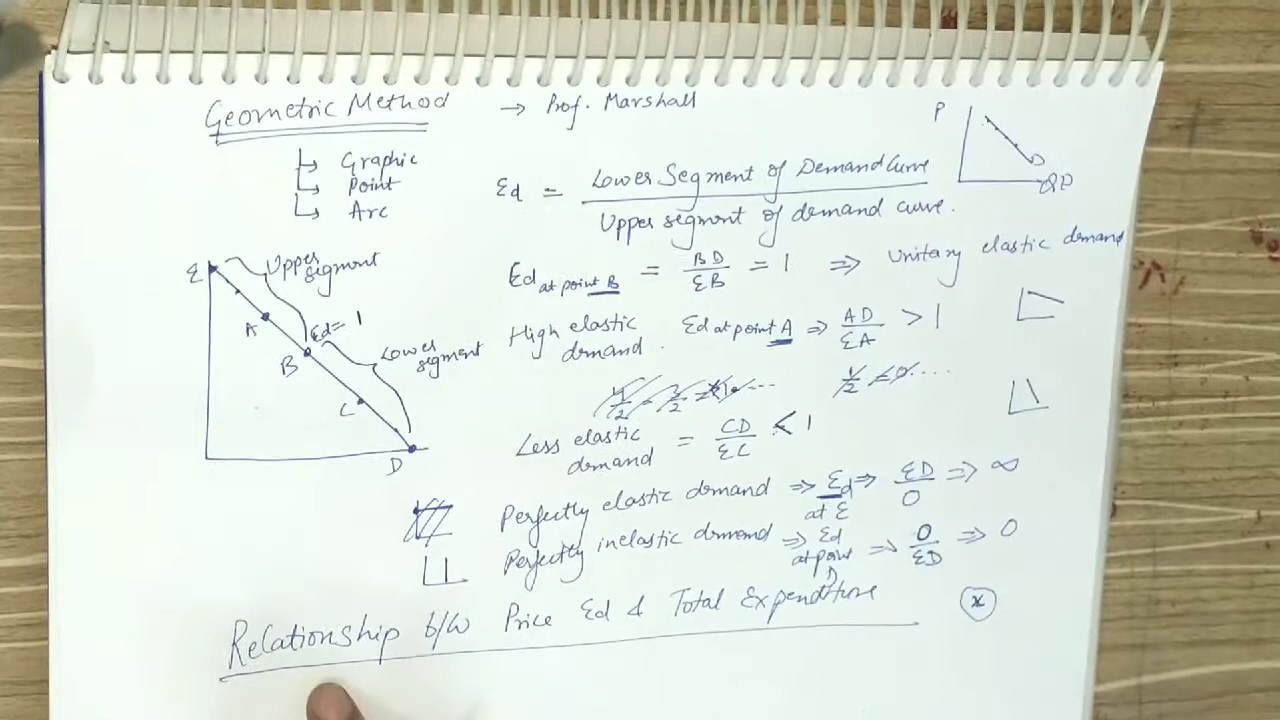 Geometric Method → Prof. Marshall
↳ Graphic
↳ Point
↳ Arc
P
D
QD
Ed = Lower Segment of Demand Curve
Upper segment of demand curve.
E
Upper segment
A
Ed = 1
B
Lower segment
C
D
Ed at point B = BD/EB = 1 ⇒ Unitary elastic demand
High elastic demand. Ed at point A ⇒ AD/EA > 1
Less elastic demand = CD/EC < 1
Perfectly elastic demand ⇒ Ed at E ⇒ ED/0 ⇒ ∞
Perfectly inelastic demand ⇒ Ed at point D ⇒ 0/ED ⇒ 0
Relationship b/w Price Ed & Total Expenditure